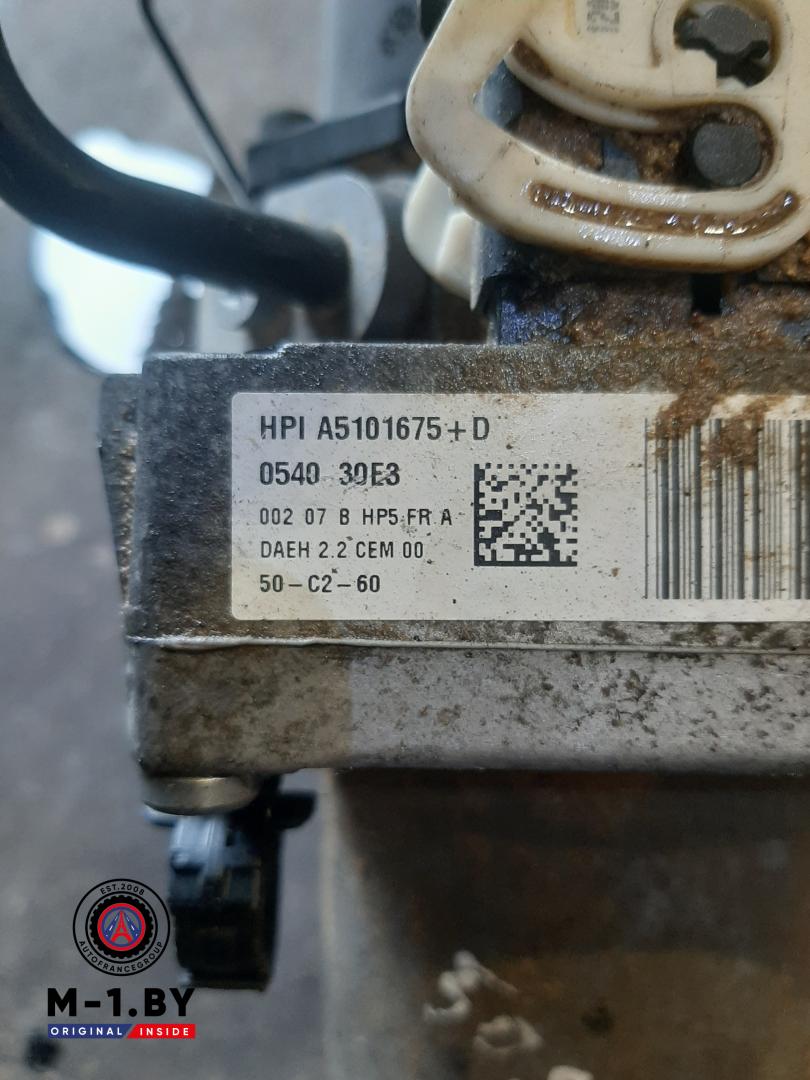 HPI A5101675+D
0540 30E3
002 07 B HP5 FR A
DAEH 2.2 CEM 00
50-C2-60
EST.2008
AUTOFRANCEGROUP
M-1.BY
ORIGINAL INSIDE